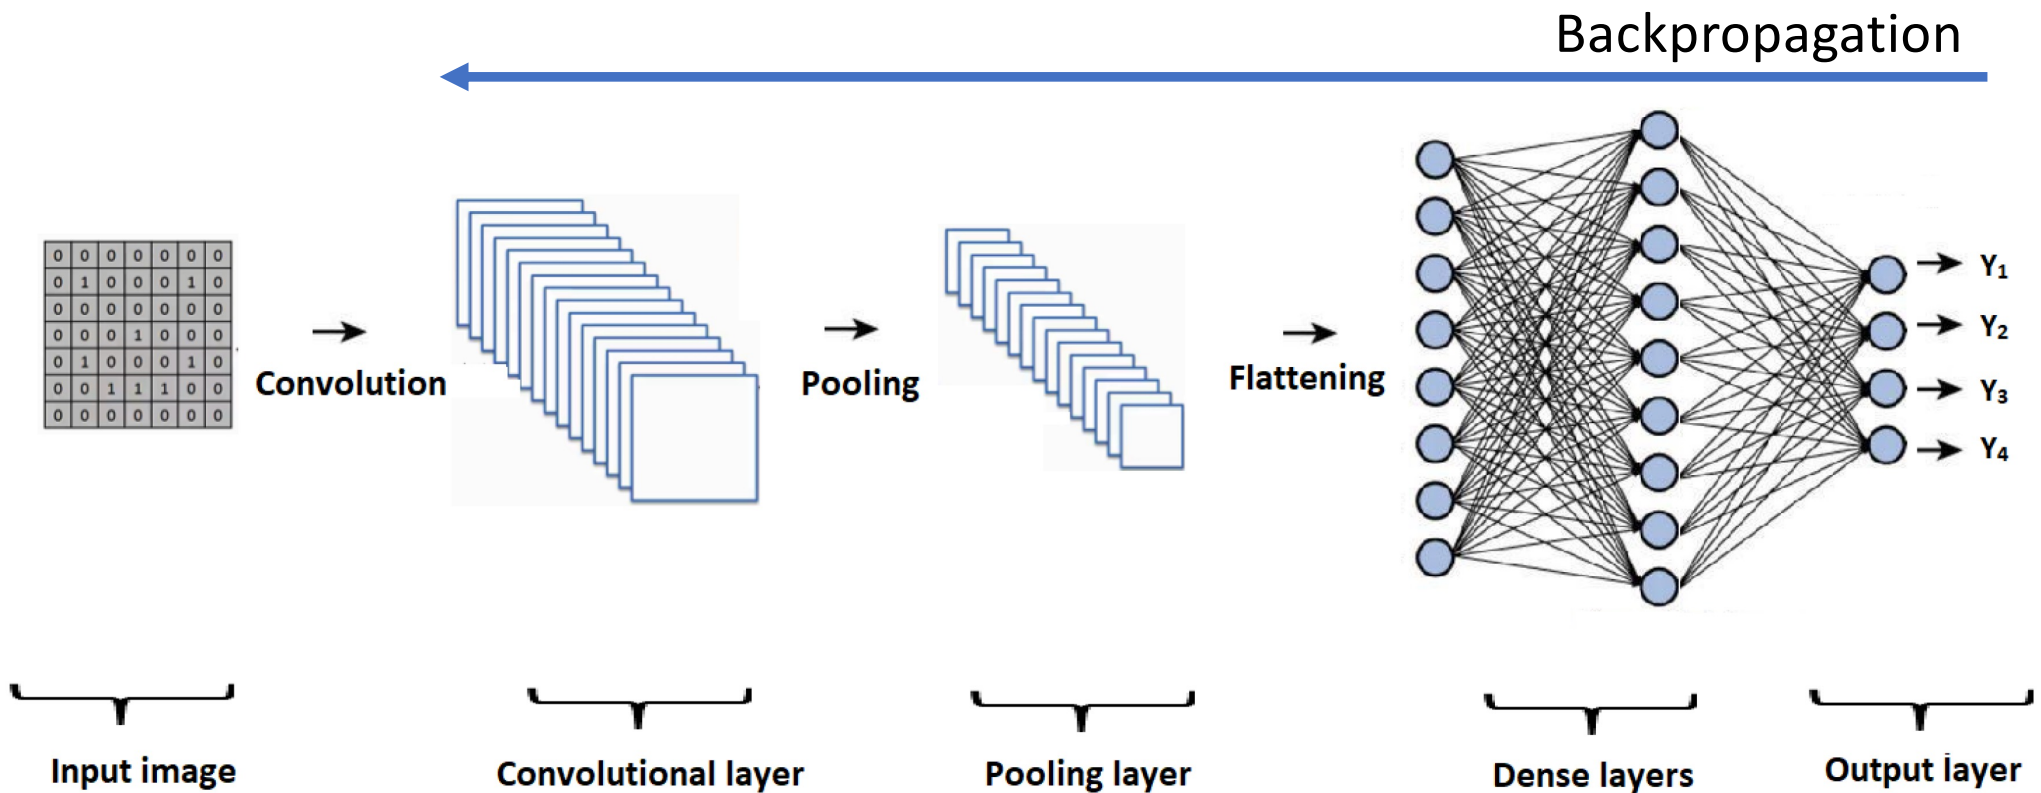 Backpropagation
0 0 0 0 0 0 0
0 1 0 0 0 1 0
0 0 0 0 0 0 0
0 0 0 1 0 0 0
0 1 0 0 0 1 0
0 0 1 1 1 0 0
0 0 0 0 0 0 0
Convolution
Pooling
Flattening
Y1
Y2
Y3
Y4
Input image
Convolutional layer
Pooling layer
Dense layers
Output layer